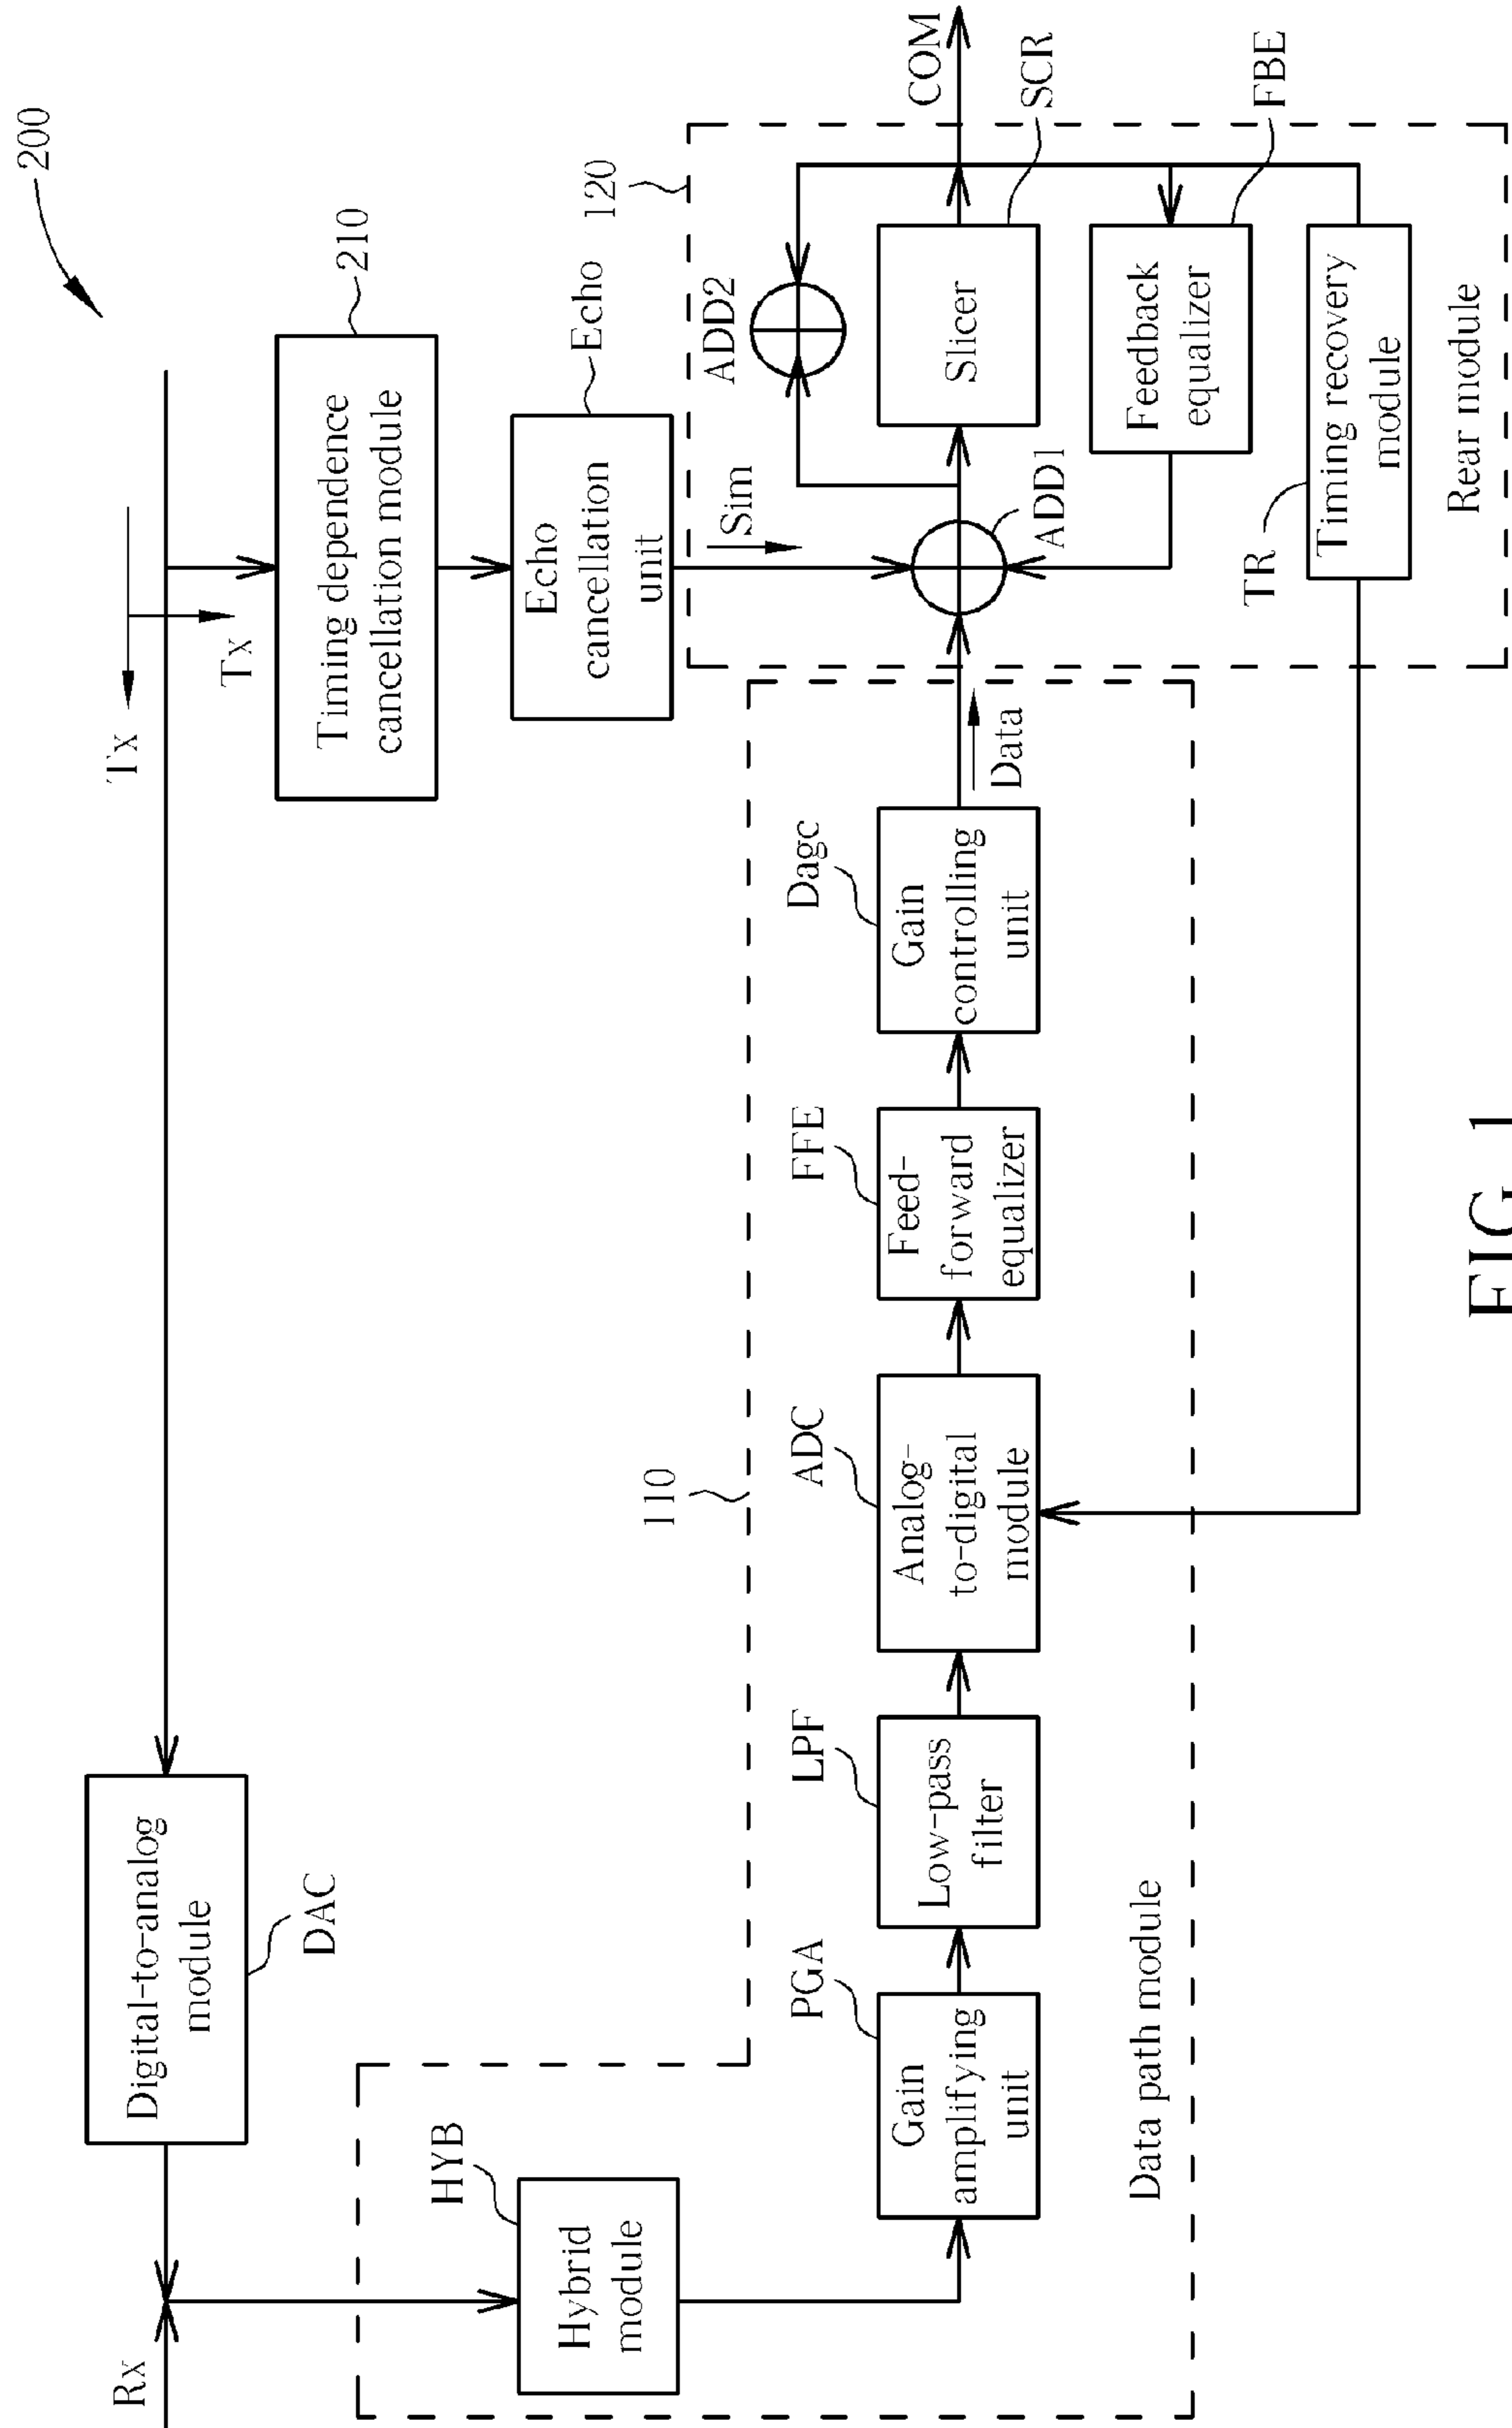 200
Tx
Tx
Rx
Digital-to-analog
module
DAC
Timing dependence
cancellation module
210
Echo
cancellation
unit
Echo
Sim
120
HYB
Hybrid
module
110
PGA
Gain
amplifying
unit
LPF
Low-pass
filter
ADC
Analog-
to-digital
module
FFE
Feed-
forward
equalizer
Dagc
Gain
controlling
unit
Data
Data path module
ADD2
ADD1
Slicer
SCR
COM
Feedback
equalizer
FBE
TR
Timing recovery
module
Rear module
FIG. 1